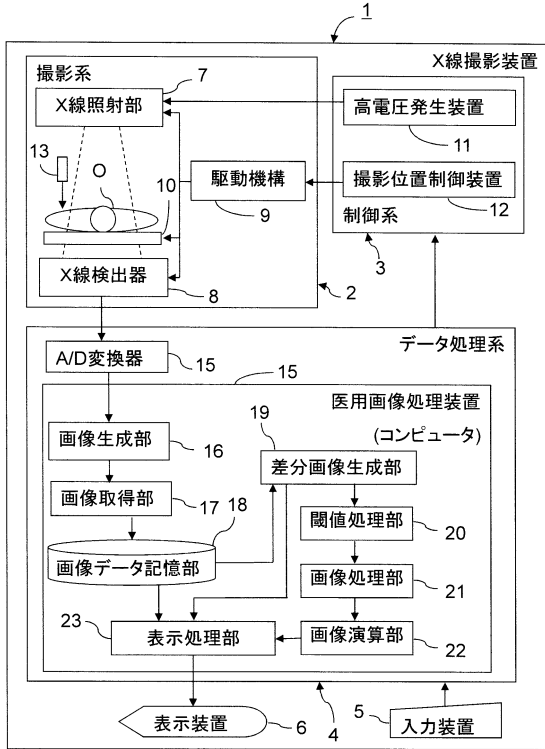 1
X線撮影装置
撮影系
7
X線照射部
高電圧発生装置
11
13
O
10
駆動機構
9
撮影位置制御装置
12
制御系
3
X線検出器
8
2
データ処理系
A/D変換器
15
15
医用画像処理装置
(コンピュータ)
画像生成部
16
19
差分画像生成部
画像取得部
17
18
閾値処理部
20
画像データ記憶部
画像処理部
21
23
表示処理部
画像演算部
22
表示装置
6
4
5
入力装置